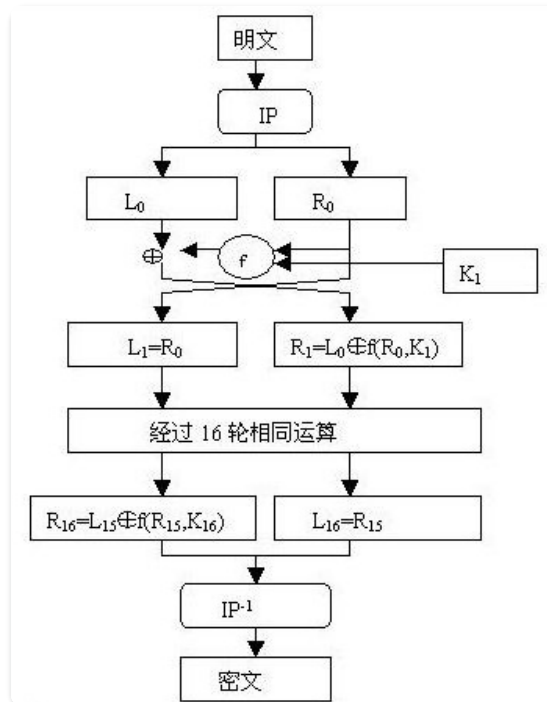 明文
IP
L₀
R₀
⊕
f
K₁
L₁=R₀
R₁=L₀⊕f(R₀,K₁)
经过 16 轮相同运算
R₁₆=L₁₅⊕f(R₁₅,K₁₆)
L₁₆=R₁₅
IP⁻¹
密文